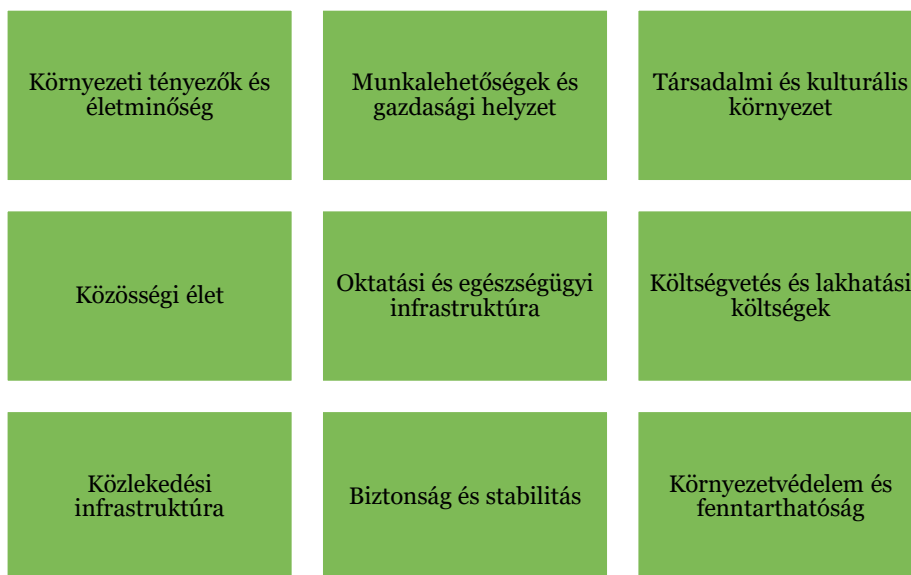 Környezeti tényezők és
életminőség
Munkalehetőségek és
gazdasági helyzet
Társadalmi és kulturális
környezet
Közösségi élet
Oktatási és egészségügyi
infrastruktúra
Költségvetés és lakhatási
költségek
Közlekedési
infrastruktúra
Biztonság és stabilitás
Környezetvédelem és
fenntarthatóság